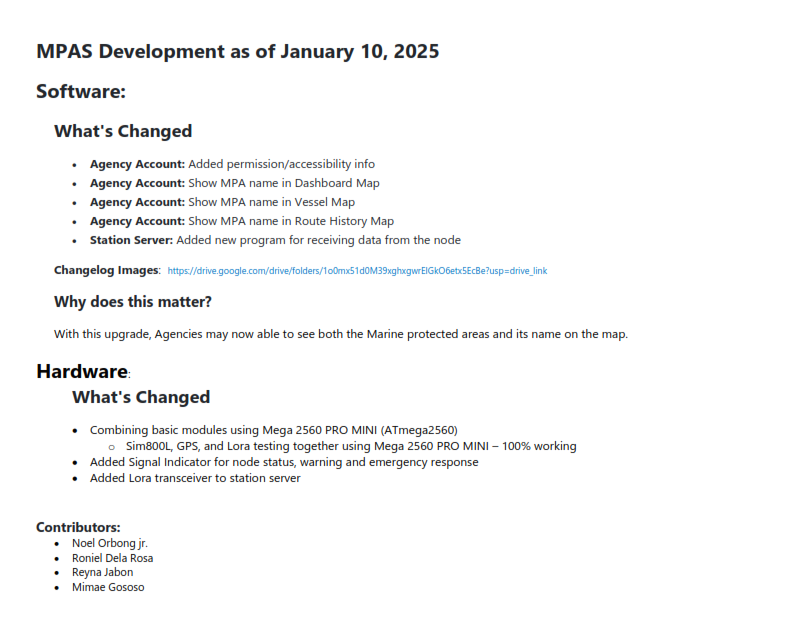 MPAS Development as of January 10, 2025
Software:
What's Changed
• Agency Account: Added permission/accessibility info
• Agency Account: Show MPA name in Dashboard Map
• Agency Account: Show MPA name in Vessel Map
• Agency Account: Show MPA name in Route History Map
• Station Server: Added new program for receiving data from the node
Changelog Images: https://drive.google.com/drive/folders/1o0mx51d0M39xghxgwrElGkO6etx5EcBe?usp=drive_link
Why does this matter?
With this upgrade, Agencies may now able to see both the Marine protected areas and its name on the map.
Hardware:
What's Changed
• Combining basic modules using Mega 2560 PRO MINI (ATmega2560)
○ Sim800L, GPS, and Lora testing together using Mega 2560 PRO MINI – 100% working
• Added Signal Indicator for node status, warning and emergency response
• Added Lora transceiver to station server
Contributors:
• Noel Orbong jr.
• Roniel Dela Rosa
• Reyna Jabon
• Mimae Gososo